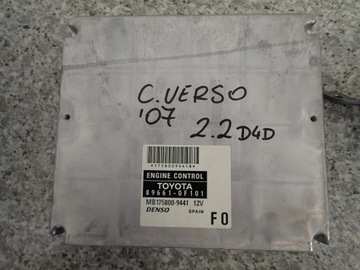 C. VERSO
'07
2.2 D4D
ENGINE CONTROL
TOYOTA
89661-0F101
MB175800-9441 12V
DENSO SPAIN F0